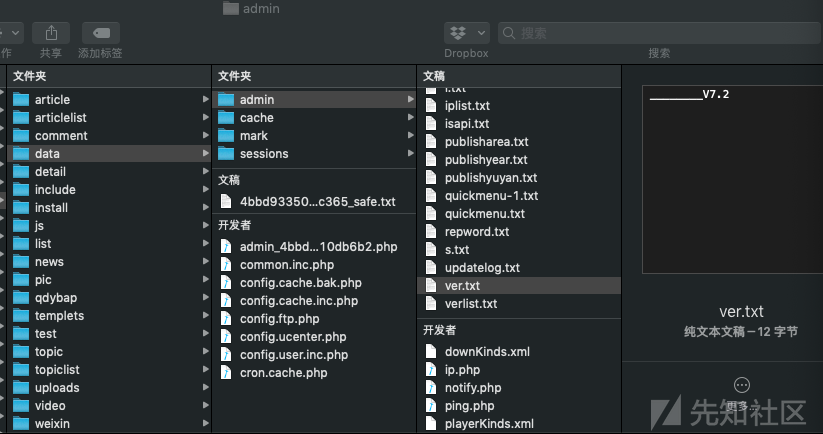 admin
作
共享
添加标签
Dropbox
搜索
搜索
文件夹
article
articlelist
comment
data
detail
include
install
js
list
news
pic
qdybap
templets
test
topic
topiclist
uploads
video
weixin
文件夹
admin
cache
mark
sessions
文稿
4bbd93350...c365_safe.txt
开发者
admin_4bbd...10db6b2.php
common.inc.php
config.cache.bak.php
config.cache.inc.php
config.ftp.php
config.ucenter.php
config.user.inc.php
cron.cache.php
文稿
iplist.txt
isapi.txt
publisharea.txt
publishyear.txt
publishyuyan.txt
quickmenu-1.txt
quickmenu.txt
repword.txt
s.txt
updatelog.txt
ver.txt
verlist.txt
开发者
downKinds.xml
ip.php
notify.php
ping.php
playerKinds.xml
_________V7.2
ver.txt
纯文本文稿 – 12 字节
更多...
先知社区